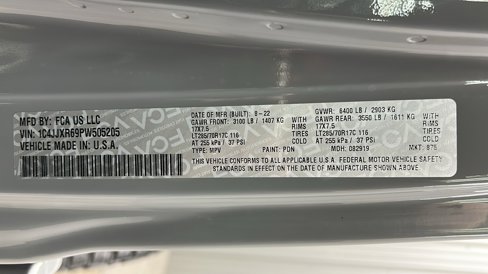 MFD BY: FCA US LLC
VIN: 1C4JJXR69PW505205
VEHICLE MADE IN: U.S.A.
DATE OF MFR (BUILT): 8-22 GVWR: 6400 LB / 2903 KG
GAWR FRONT: 3100 LB / 1407 KG WITH GAWR REAR: 3550 LB / 1611 KG WITH
17X7.5 RIMS 17X7.5 RIMS
LT285/70R17C 116 TIRES LT285/70R17C 116 TIRES
AT 255 kPa / 37 PSI COLD AT 255 kPa / 37 PSI COLD
TYPE: MPV PAINT: PDN MDH: 082919 MKT: 875
THIS VEHICLE CONFORMS TO ALL APPLICABLE U.S.A. FEDERAL MOTOR VEHICLE SAFETY
STANDARDS IN EFFECT ON THE DATE OF MANUFACTURE SHOWN ABOVE